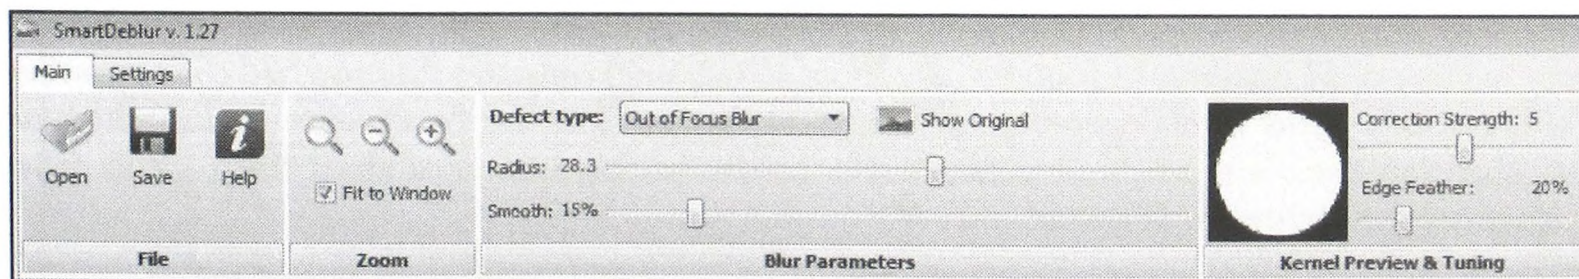 SmartDeblur v. 1.27
Main Settings
Open Save Help
Fit to Window
File
Zoom
Defect type: Out of Focus Blur Show Original
Radius: 28.3
Smooth: 15%
Blur Parameters
Correction Strength: 5
Edge Feather: 20%
Kernel Preview & Tuning